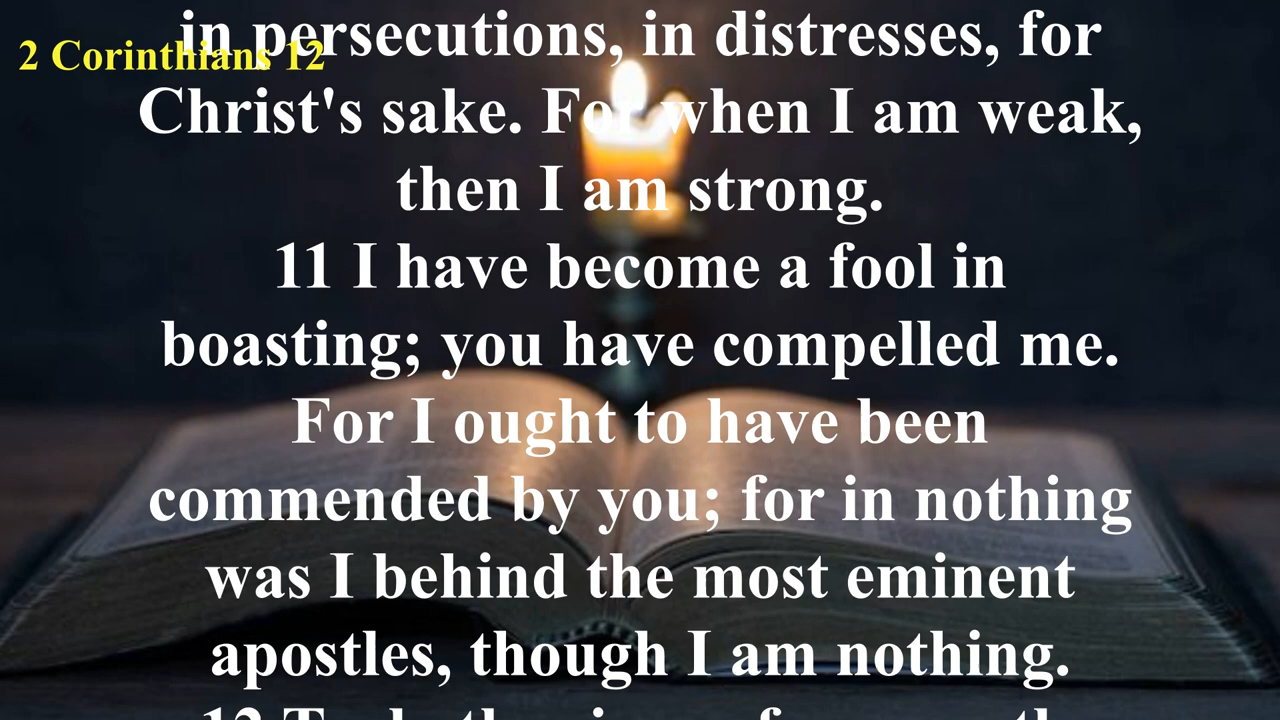 2 Corinthians 12
in persecutions, in distresses, for
Christ's sake. For when I am weak,
then I am strong.
11 I have become a fool in
boasting; you have compelled me.
For I ought to have been
commended by you; for in nothing
was I behind the most eminent
apostles, though I am nothing.